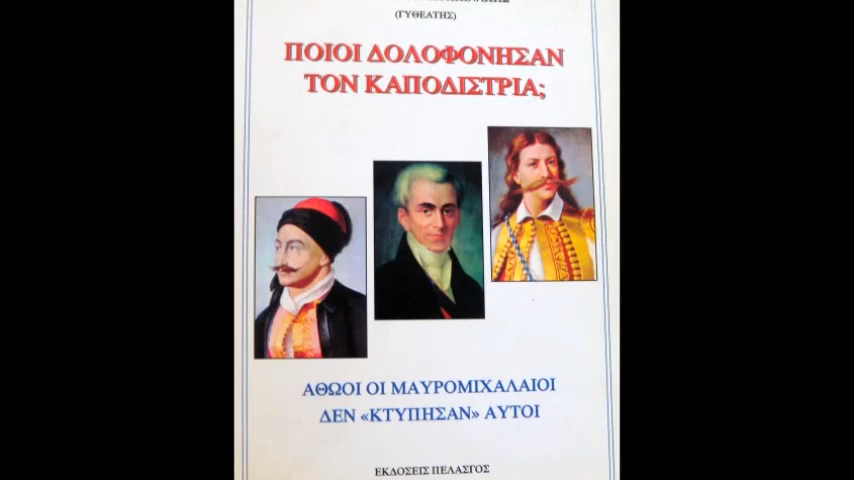 (ΓΥΘΕΑΤΗΣ)
ΠΟΙΟΙ ΔΟΛΟΦΟΝΗΣΑΝ
ΤΟΝ ΚΑΠΟΔΙΣΤΡΙΑ;
ΑΘΩΟΙ ΟΙ ΜΑΥΡΟΜΙΧΑΛΑΙΟΙ
ΔΕΝ «ΚΤΥΠΗΣΑΝ» ΑΥΤΟΙ
ΕΚΔΟΣΕΙΣ ΠΕΛΑΣΓΟΣ